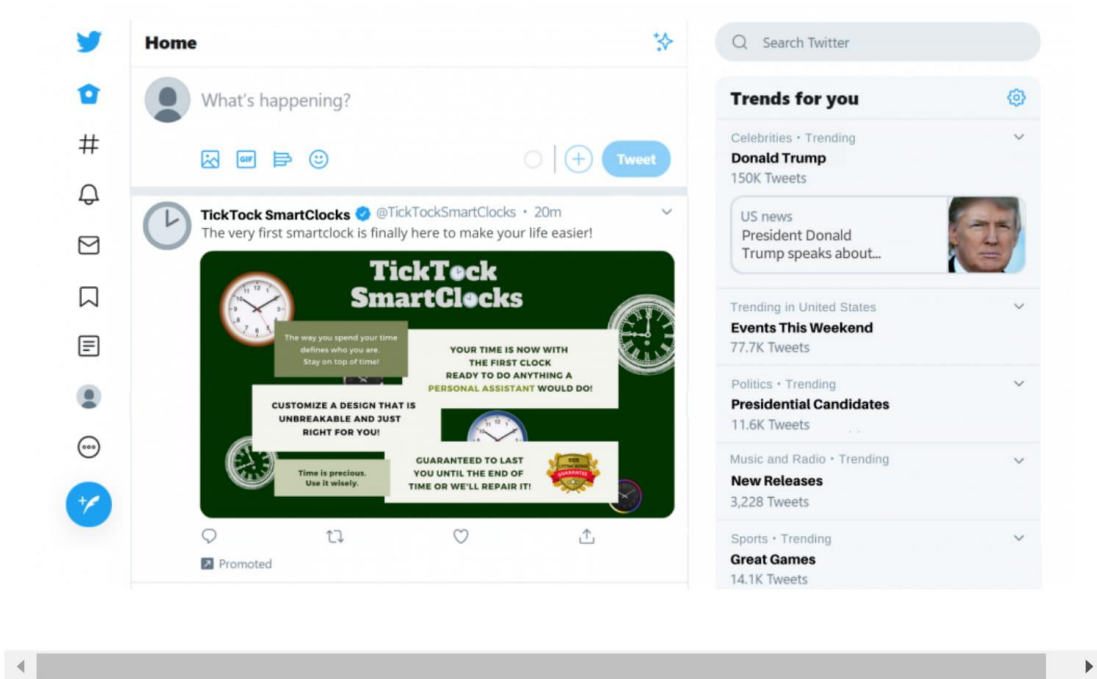 Home
What's happening?
GIF
Tweet
TickTock SmartClocks @TickTockSmartClocks · 20m
The very first smartclock is finally here to make your life easier!
TickTock
SmartClocks
The way you spend your time
defines who you are.
Stay on top of time!
YOUR TIME IS NOW WITH
THE FIRST CLOCK
READY TO DO ANYTHING A
PERSONAL ASSISTANT WOULD DO!
CUSTOMIZE A DESIGN THAT IS
UNBREAKABLE AND JUST
RIGHT FOR YOU!
GUARANTEED TO LAST
YOU UNTIL THE END OF
TIME OR WE'LL REPAIR IT!
GUARANTEE
Time is precious.
Use it wisely.
Promoted
Search Twitter
Trends for you
Celebrities · Trending
Donald Trump
150K Tweets
US news
President Donald
Trump speaks about...
Trending in United States
Events This Weekend
77.7K Tweets
Politics · Trending
Presidential Candidates
11.6K Tweets
Music and Radio · Trending
New Releases
3,228 Tweets
Sports · Trending
Great Games
14.1K Tweets